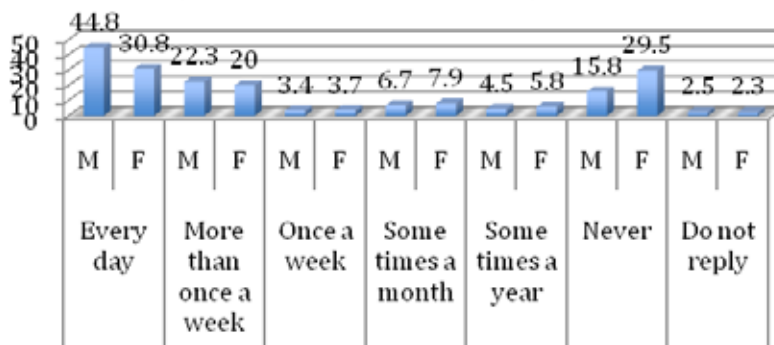 44.8
30.8
22.3
20
3.4
3.7
6.7
7.9
4.5
5.8
15.8
29.5
2.5
2.3
50
40
30
20
10
0
M F M F M F M F M F M F M F
Every day
More than once a week
Once a week
Some times a month
Some times a year
Never
Do not reply